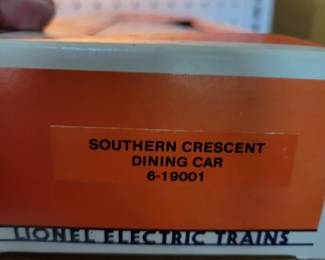 SOUTHERN CRESCENT
DINING CAR
6-19001
LIONEL ELECTRIC TRAINS